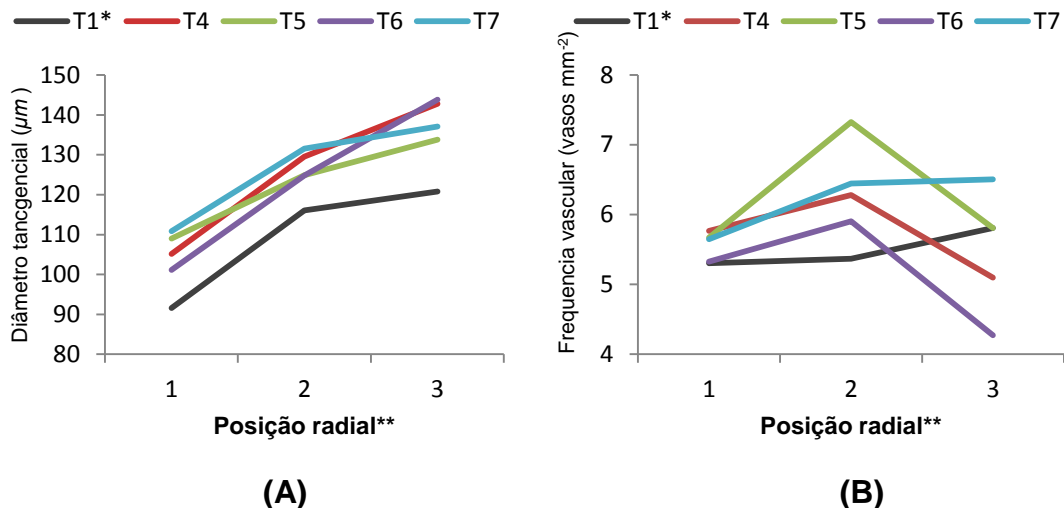 T1* T4 T5 T6 T7
Diâmetro tancgencial (µm)
150
140
130
120
110
100
90
80
1 2 3
Posição radial**
(A)
T1* T4 T5 T6 T7
Frequencia vascular (vasos mm-2)
8
7
6
5
4
1 2 3
Posição radial**
(B)